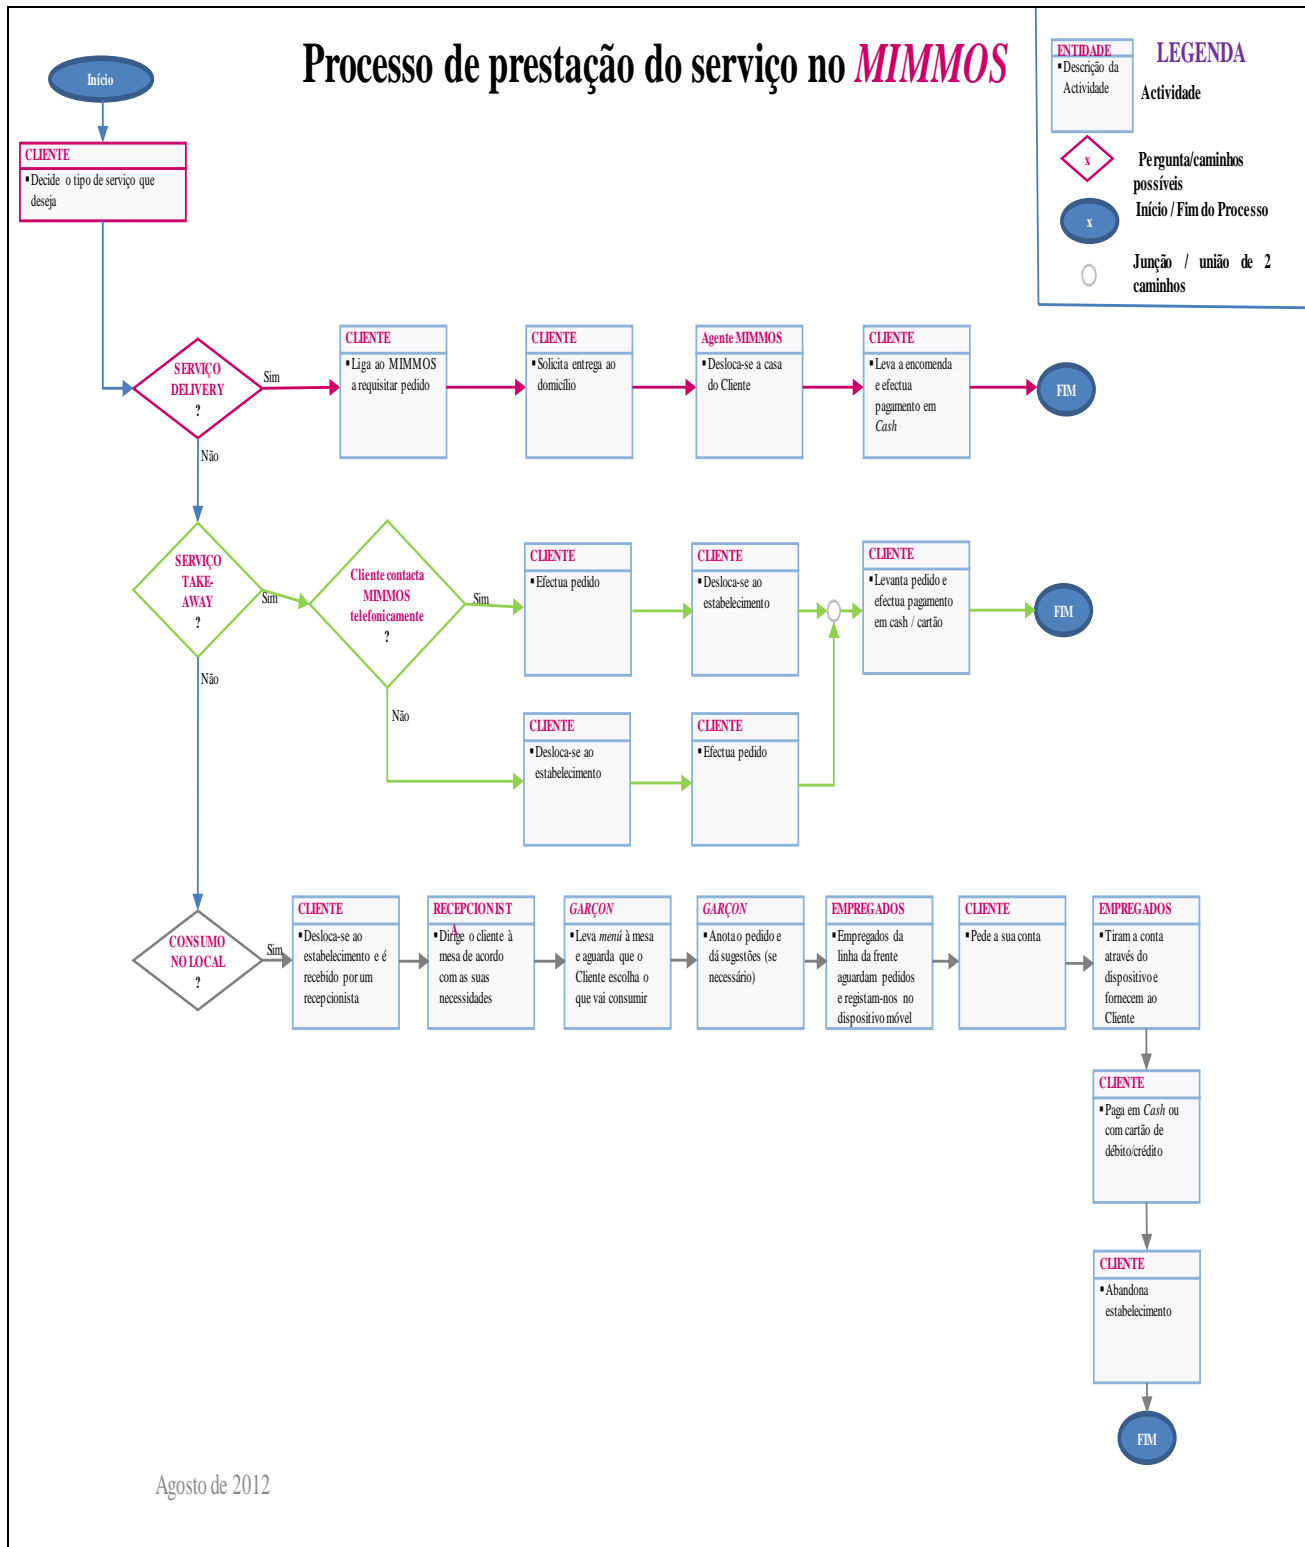 Processo de prestação do serviço no MIMMOS
Início
CLIENTE
▪Decide o tipo de serviço que
deseja
LEGENDA
ENTIDADE
▪Descrição da
Actividade
Actividade
x
Pergunta/caminhos
possíveis
x
Início / Fim do Processo
Junção / união de 2
caminhos
SERVIÇO
DELIVERY
?
Sim
CLIENTE
▪Liga ao MIMMOS
a requisitar pedido
CLIENTE
▪Solicita entrega ao
domicílio
Agente MIMMOS
▪Desloca-se a casa
do Cliente
CLIENTE
▪Leva a encomenda
e efectua
pagamento em
Cash
FIM
Não
SERVIÇO
TAKE-
AWAY
?
Sim
Cliente contacta
MIMMOS
telefonicamente
?
Sim
CLIENTE
▪Efectua pedido
CLIENTE
▪Desloca-se ao
estabelecimento
CLIENTE
▪Levanta pedido e
efectua pagamento
em cash / cartão
FIM
Não
Não
CLIENTE
▪Desloca-se ao
estabelecimento
CLIENTE
▪Efectua pedido
CONSUMO
NO LOCAL
?
Sim
CLIENTE
▪Desloca-se ao
estabelecimento e é
recebido por um
recepcionista
RECEPCIONIST
A
▪Dirige o cliente à
mesa de acordo
com as suas
necessidades
GARÇON
▪Leva menú à mesa
e aguarda que o
Cliente escolha o
que vai consumir
GARÇON
▪Anota o pedido e
dá sugestões (se
necessário)
EMPREGADOS
▪Empregados da
linha da frente
aguardam pedidos
e registam-nos no
dispositivo móvel
CLIENTE
▪Pede a sua conta
EMPREGADOS
▪Tiram a conta
através do
dispositivo e
fornecem ao
Cliente
CLIENTE
▪Paga em Cash ou
com cartão de
débito/crédito
CLIENTE
▪Abandona
estabelecimento
FIM
Agosto de 2012